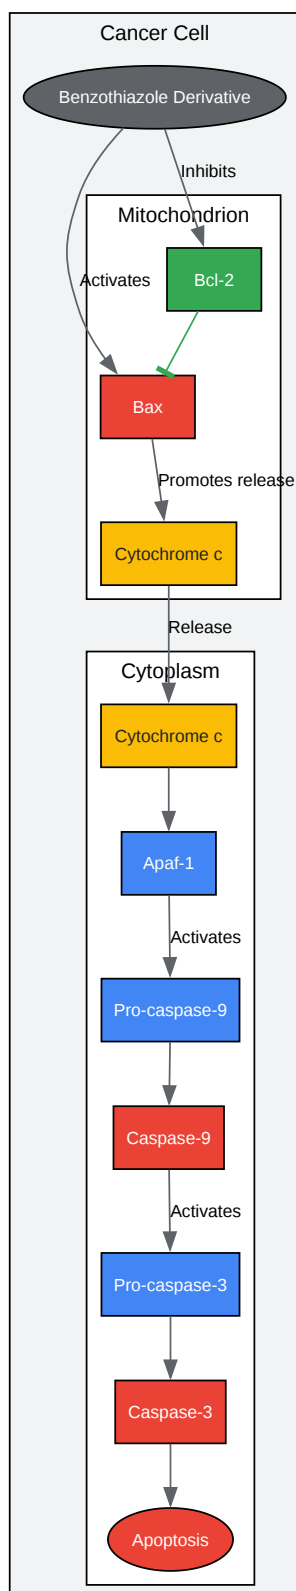 Cancer Cell
Benzothiazole Derivative
Inhibits
Mitochondrion
Activates
Bcl-2
Bax
Promotes release
Cytochrome c
Release
Cytoplasm
Cytochrome c
Apaf-1
Activates
Pro-caspase-9
Caspase-9
Activates
Pro-caspase-3
Caspase-3
Apoptosis